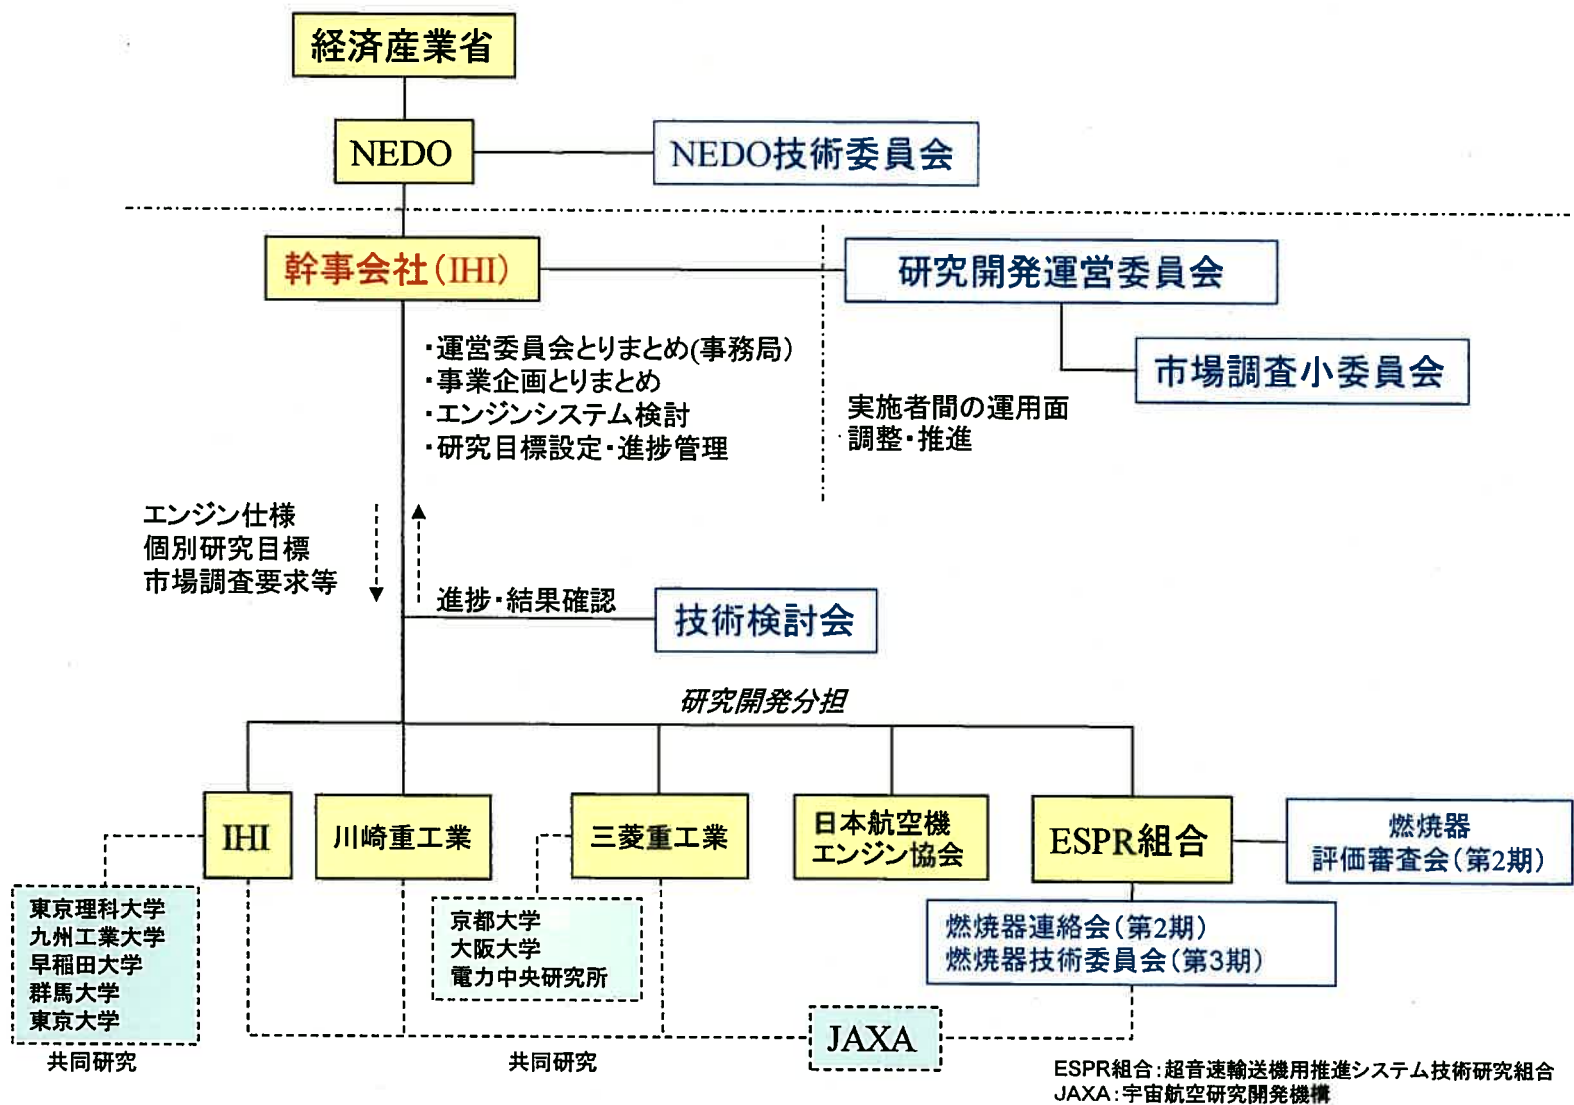 経済産業省
NEDO
NEDO技術委員会
幹事会社(IHI)
研究開発運営委員会
・運営委員会とりまとめ(事務局)
・事業企画とりまとめ
・エンジンシステム検討
・研究目標設定・進捗管理
市場調査小委員会
実施者間の運用面
調整・推進
エンジン仕様
個別研究目標
市場調査要求等
進捗・結果確認
技術検討会
研究開発分担
IHI
川崎重工業
三菱重工業
日本航空機
エンジン協会
ESPR組合
燃焼器
評価審査会(第2期)
東京理科大学
九州工業大学
早稲田大学
群馬大学
東京大学
共同研究
京都大学
大阪大学
電力中央研究所
共同研究
燃焼器連絡会(第2期)
燃焼器技術委員会(第3期)
JAXA
ESPR組合:超音速輸送機用推進システム技術研究組合
JAXA:宇宙航空研究開発機構